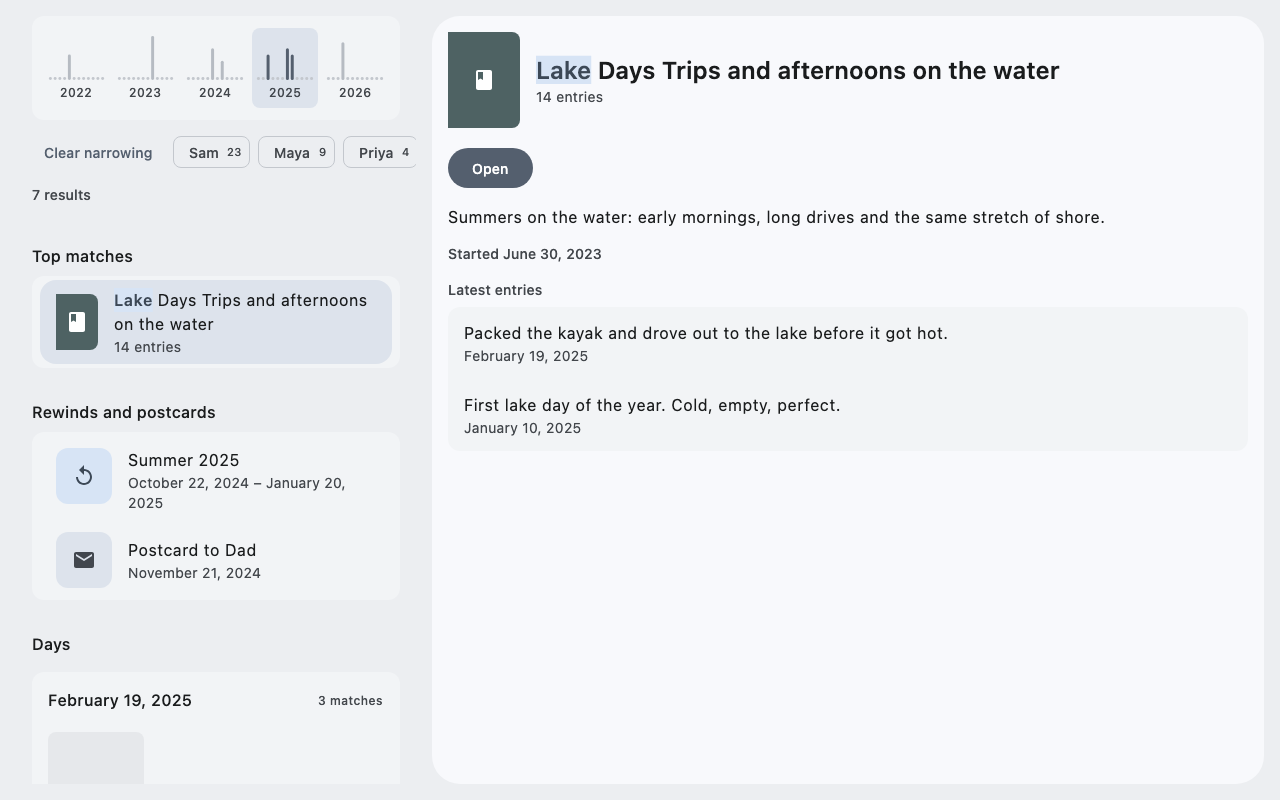 2022 2023 2024 2025 2026
Clear narrowing Sam 23 Maya 9 Priya 4
7 results
Top matches
Lake Days Trips and afternoons
on the water
14 entries
Rewinds and postcards
Summer 2025
October 22, 2024 – January 20,
2025
Postcard to Dad
November 21, 2024
Days
February 19, 2025 3 matches
Lake Days Trips and afternoons on the water
14 entries
Open
Summers on the water: early mornings, long drives and the same stretch of shore.
Started June 30, 2023
Latest entries
Packed the kayak and drove out to the lake before it got hot.
February 19, 2025
First lake day of the year. Cold, empty, perfect.
January 10, 2025